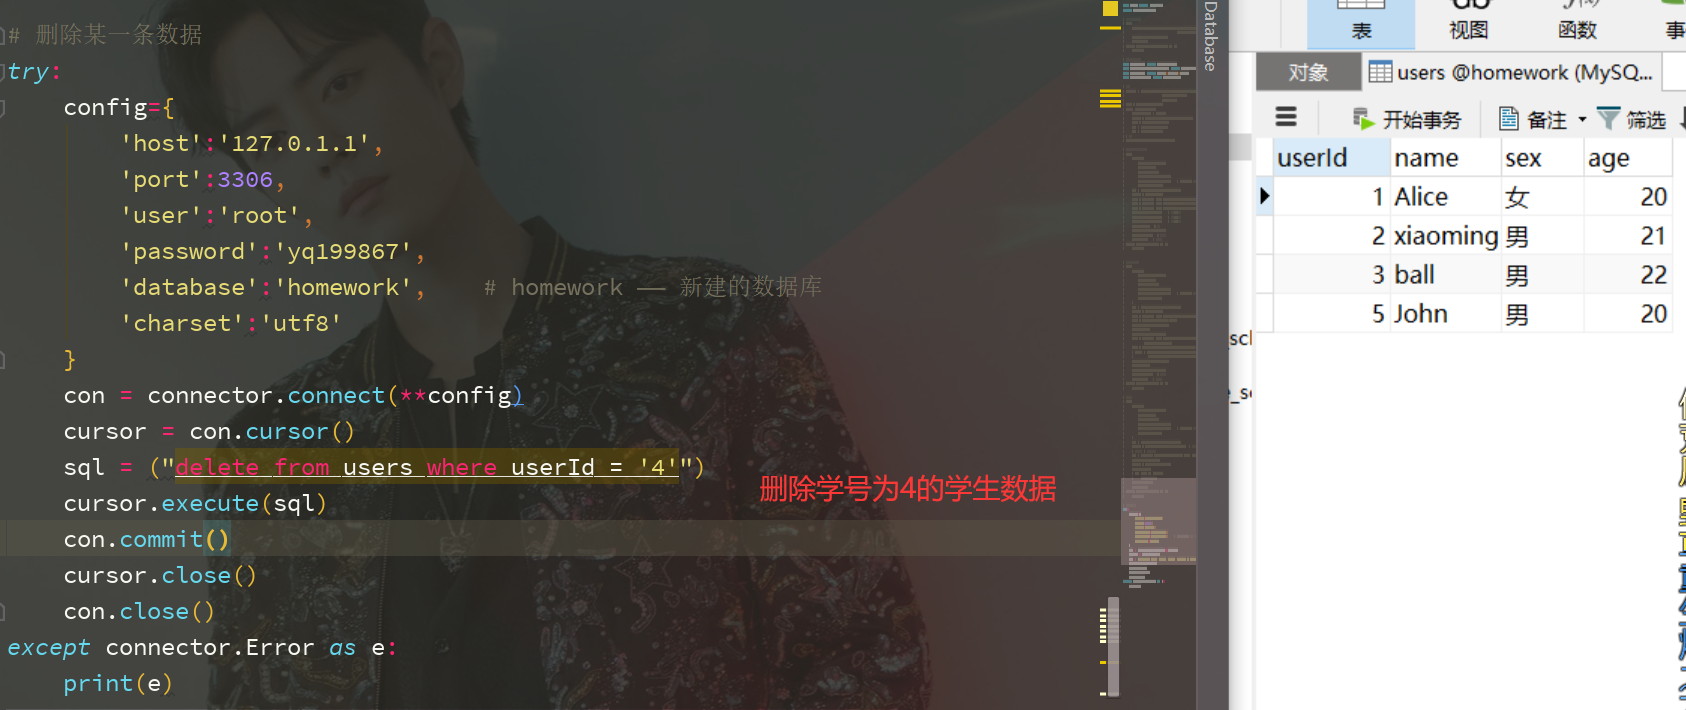 # 删除某一条数据
try:
config={
'host':'127.0.1.1',
'port':3306,
'user':'root',
'password':'yq199867',
'database':'homework',    # homework —— 新建的数据库
'charset':'utf8'
}
con = connector.connect(**config)
cursor = con.cursor()
sql = ("delete from users where userId = '4'")
删除学号为4的学生数据
cursor.execute(sql)
con.commit()
cursor.close()
con.close()
except connector.Error as e:
print(e)
Database
表 视图 函数
对象 users @homework (MySQ...
开始事务 备注 筛选
userId name sex age
1 Alice 女 20
2 xiaoming 男 21
3 ball 男 22
5 John 男 20